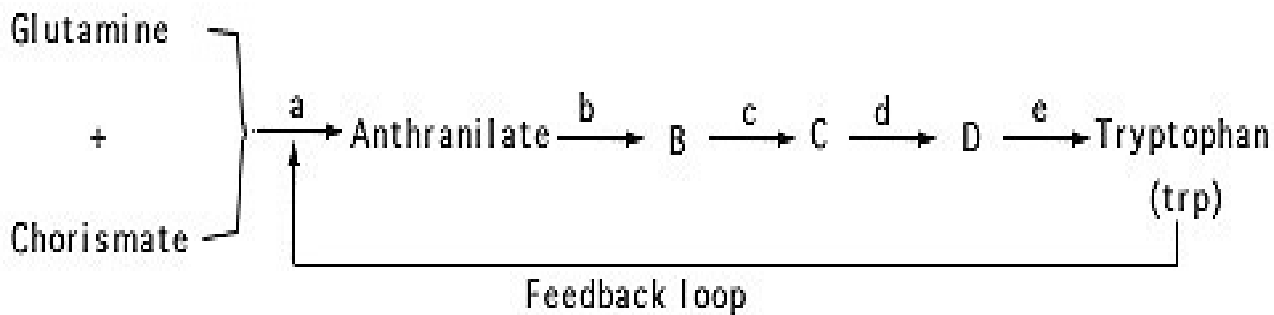 Glutamine
+
Chorismate
a
Anthranilate
b
B
c
C
d
D
e
Tryptophan
(trp)
Feedback loop